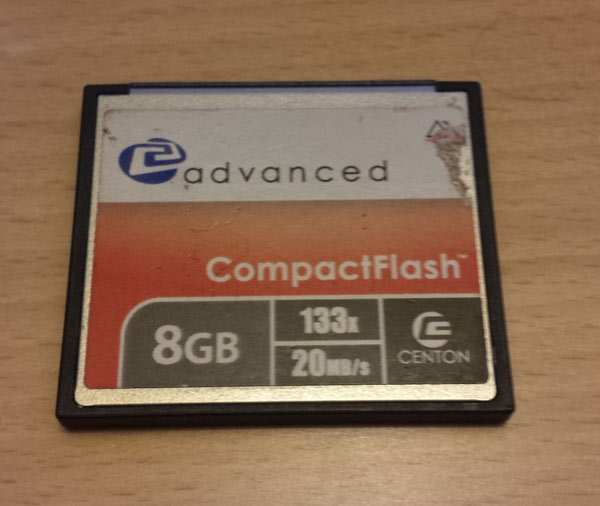 advanced
CompactFlash™
8GB
133x
20MB/s
CENTON